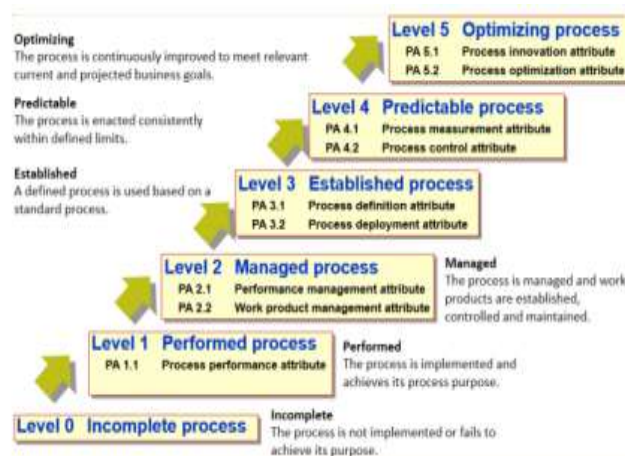 Level 5 Optimizing process
PA 5.1 Process innovation attribute
PA 5.2 Process optimization attribute
Optimizing
The process is continuously improved to meet relevant
current and projected business goals.
Level 4 Predictable process
PA 4.1 Process measurement attribute
PA 4.2 Process control attribute
Predictable
The process is enacted consistently
within defined limits.
Level 3 Established process
PA 3.1 Process definition attribute
PA 3.2 Process deployment attribute
Established
A defined process is used based on a
standard process.
Level 2 Managed process
PA 2.1 Performance management attribute
PA 2.2 Work product management attribute
Managed
The process is managed and work
products are established,
controlled and maintained.
Level 1 Performed process
PA 1.1 Process performance attribute
Performed
The process is implemented and
achieves its process purpose.
Level 0 Incomplete process
Incomplete
The process is not implemented or fails to
achieve its purpose.